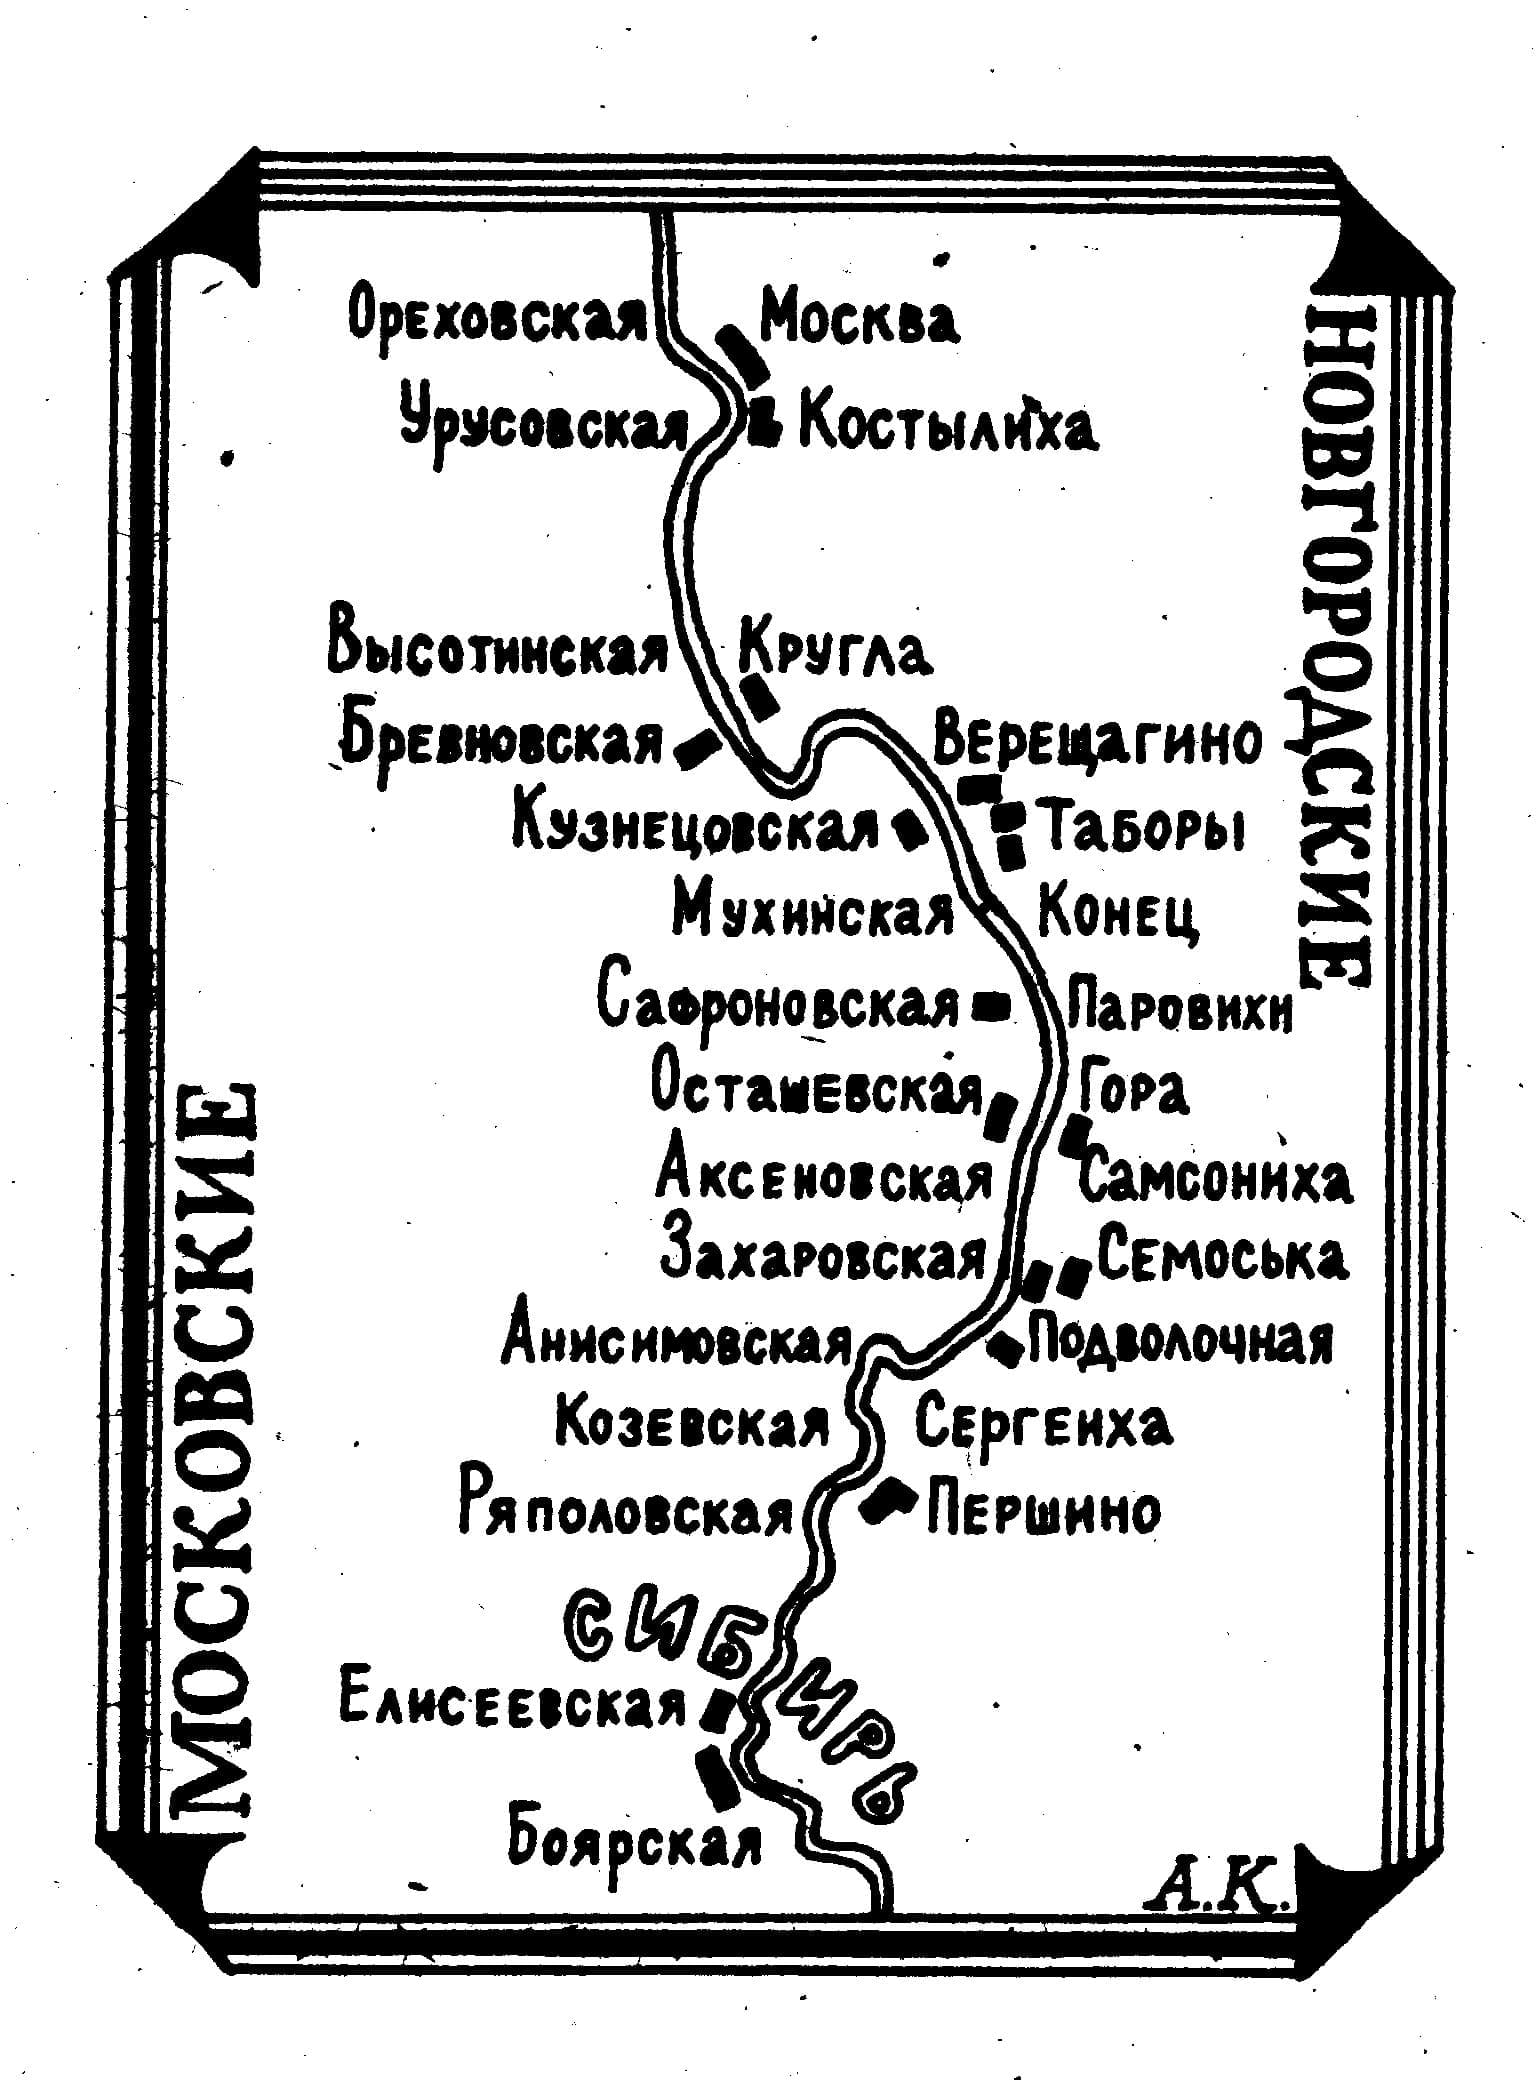 Ореховская Москва
Урусовская Костылиха
Высотинская Кругла
Бревновская Верещагино
Кузнецовская Таборы
Мухинская Конец
Сафроновская Паровихи
Осташевская Гора
Аксеновская Самсониха
Захаровская Семоська
Анисимовская Подволочная
Козевская Сергеиха
Ряполовская Першино
СИБИРЬ
Елисеевская
Боярская
МОСКОВСКИЕ
НОВГОРОДСКИЕ
А.К.